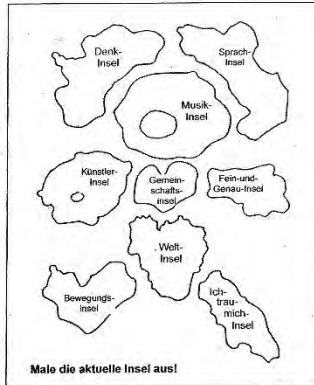 Denk-
Insel
Sprach-
Insel
Musik-
Insel
Künstler-
Insel
Gemein-
schafts-
insel
Fein-und-
Genau-Insel
Welt-
Insel
Bewegungs-
Insel
Ich-
trau-
mich-
Insel
Male die aktuelle Insel aus!